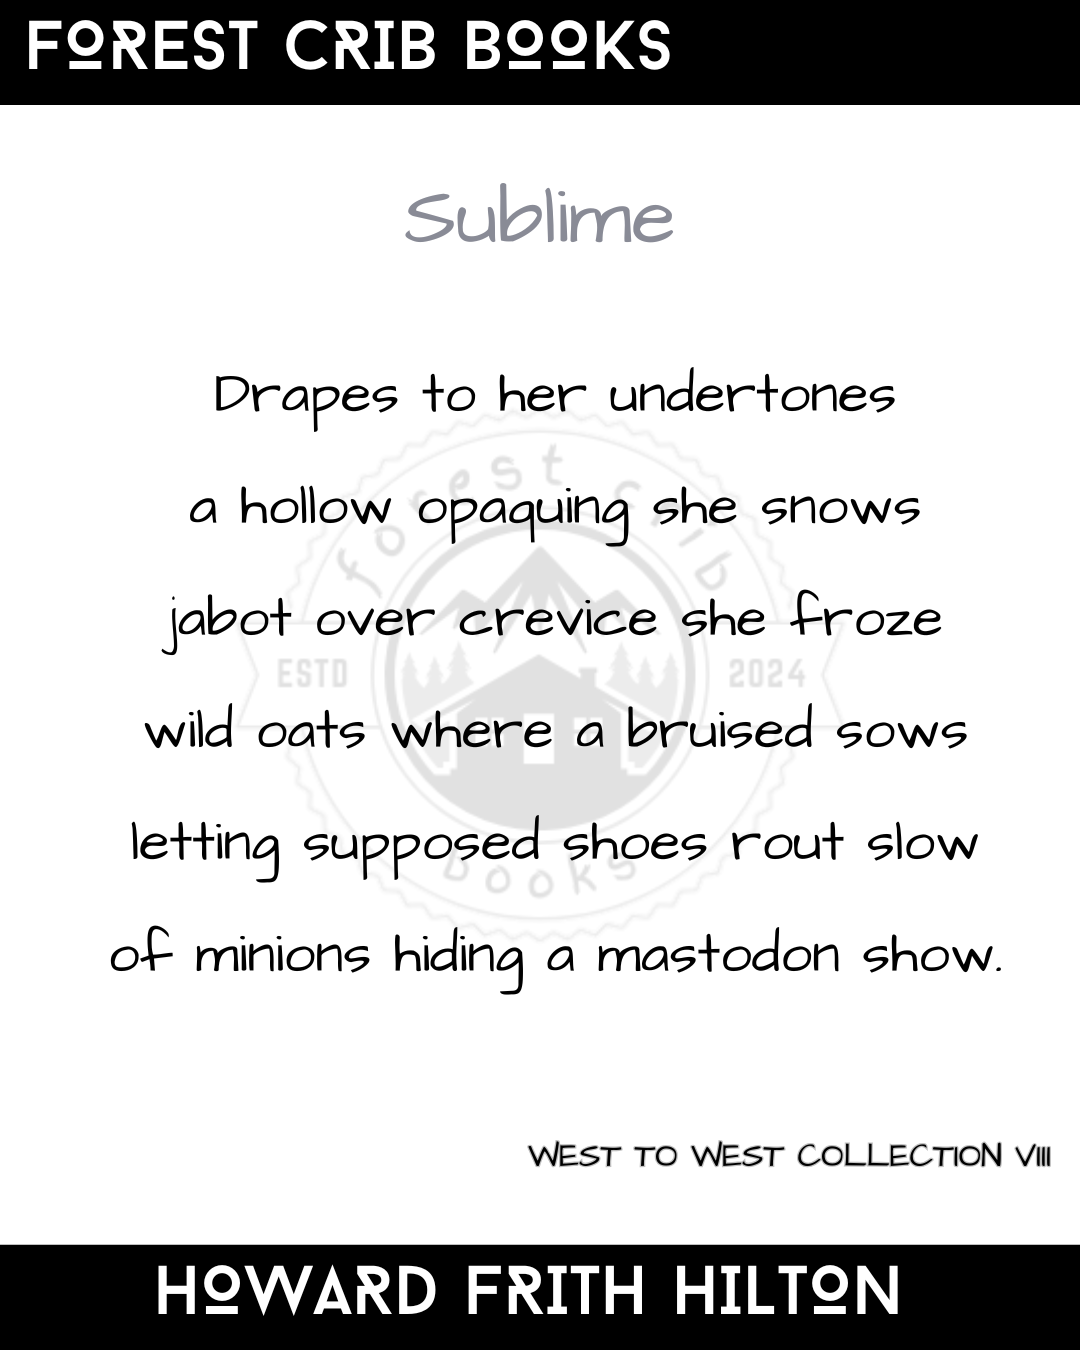 FOREST CRIB BOOKS
Sublime
Drapes to her undertones
a hollow opaquing she snows
jabot over crevice she froze
wild oats where a bruised sows
letting supposed shoes rout slow
of minions hiding a mastodon show.
forest crib
ESTD 2024
books
WEST TO WEST COLLECTION VIII
HOWARD FRITH HILTON